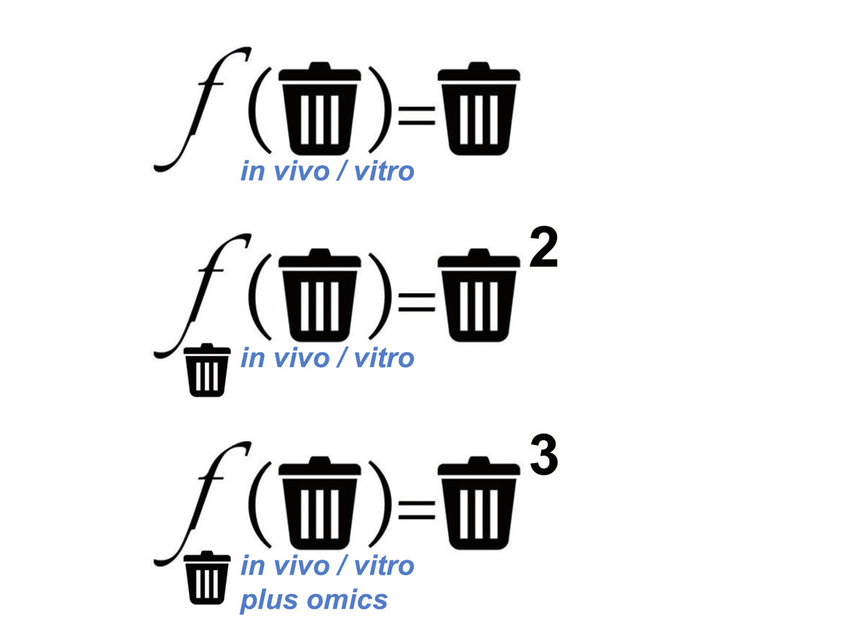 f ( ) =
in vivo / vitro
f ( ) = 2
in vivo / vitro
f ( ) = 3
in vivo / vitro
plus omics